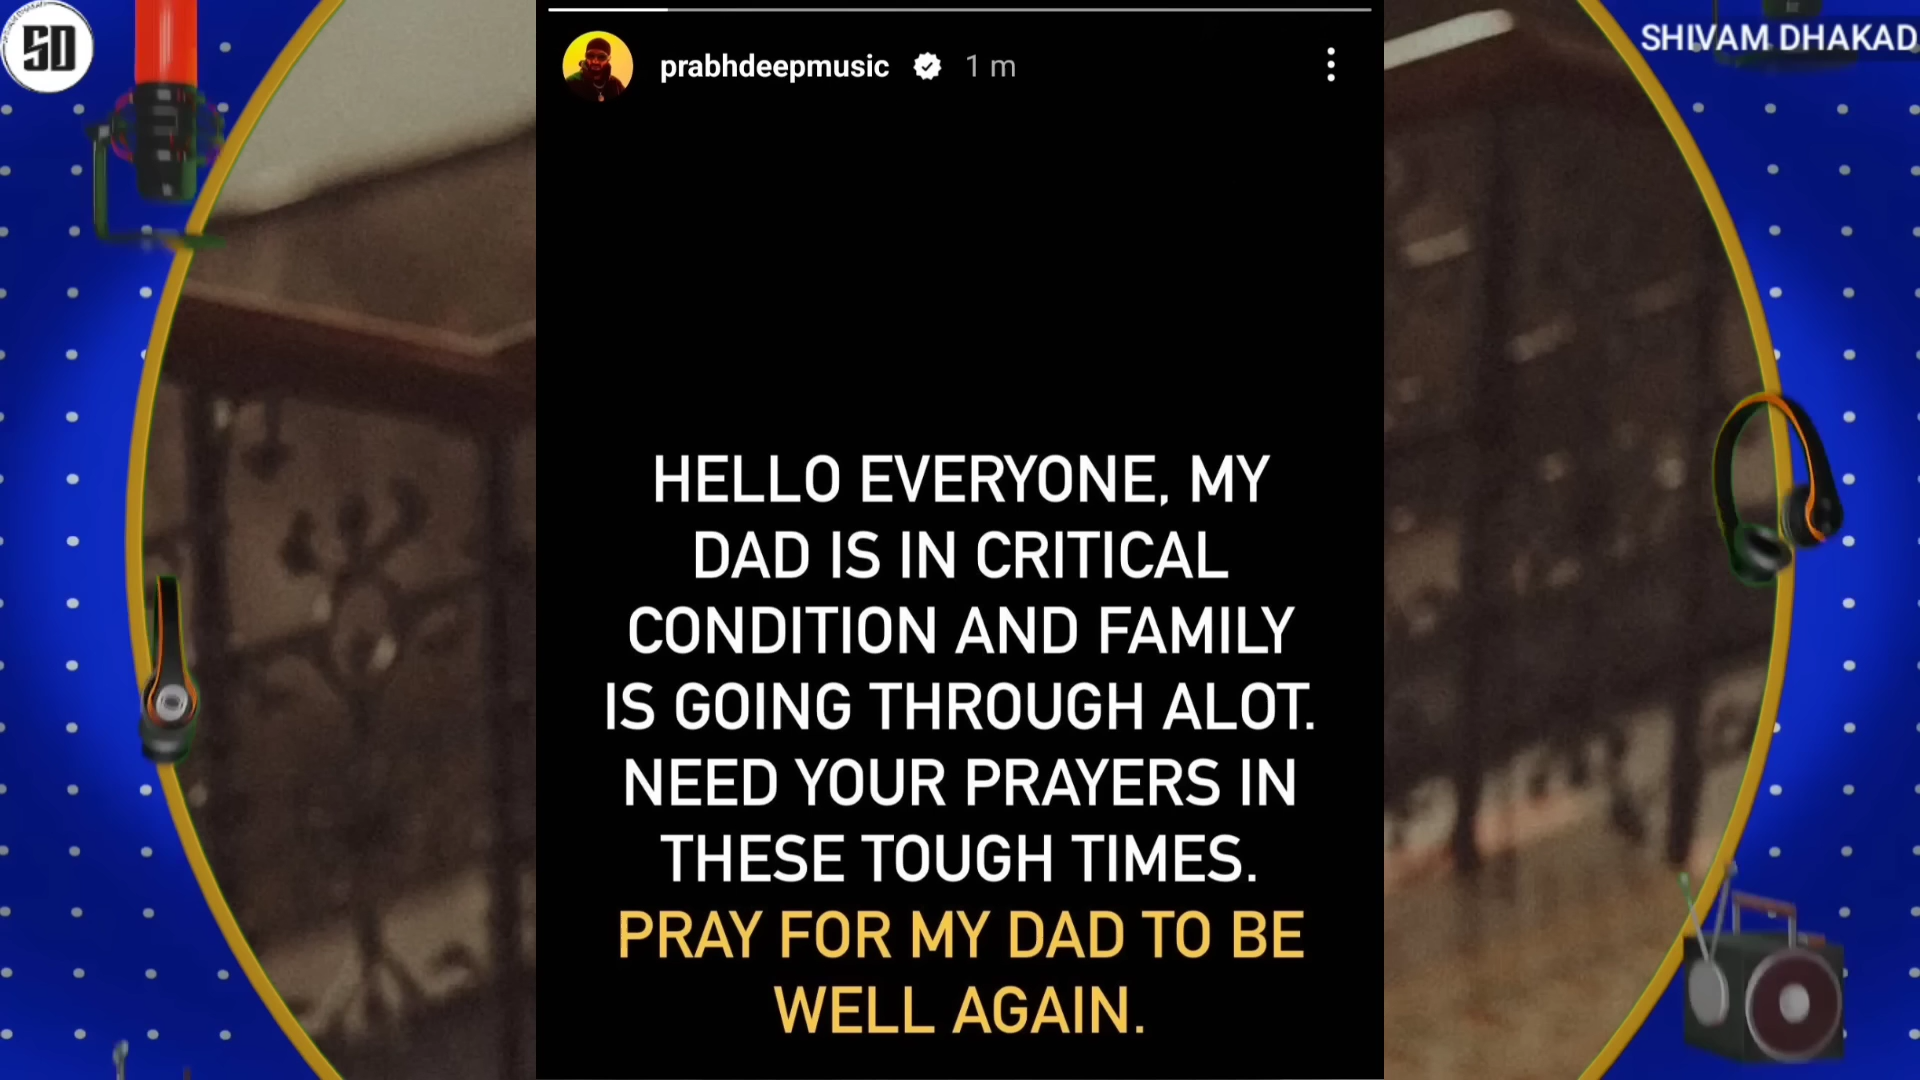 SD
SHIVAM DHAKAD
prabhdeepmusic 1 m
HELLO EVERYONE, MY
DAD IS IN CRITICAL
CONDITION AND FAMILY
IS GOING THROUGH ALOT.
NEED YOUR PRAYERS IN
THESE TOUGH TIMES.
PRAY FOR MY DAD TO BE
WELL AGAIN.